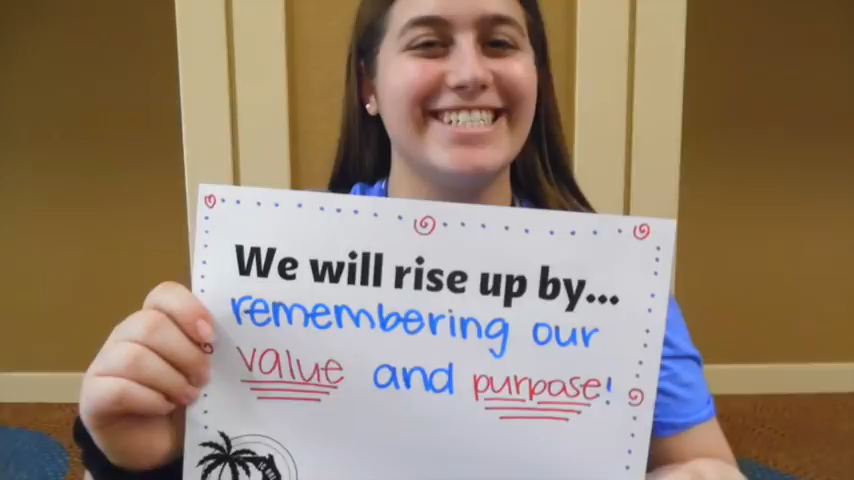 We will rise up by...
remembering our
value and purpose!